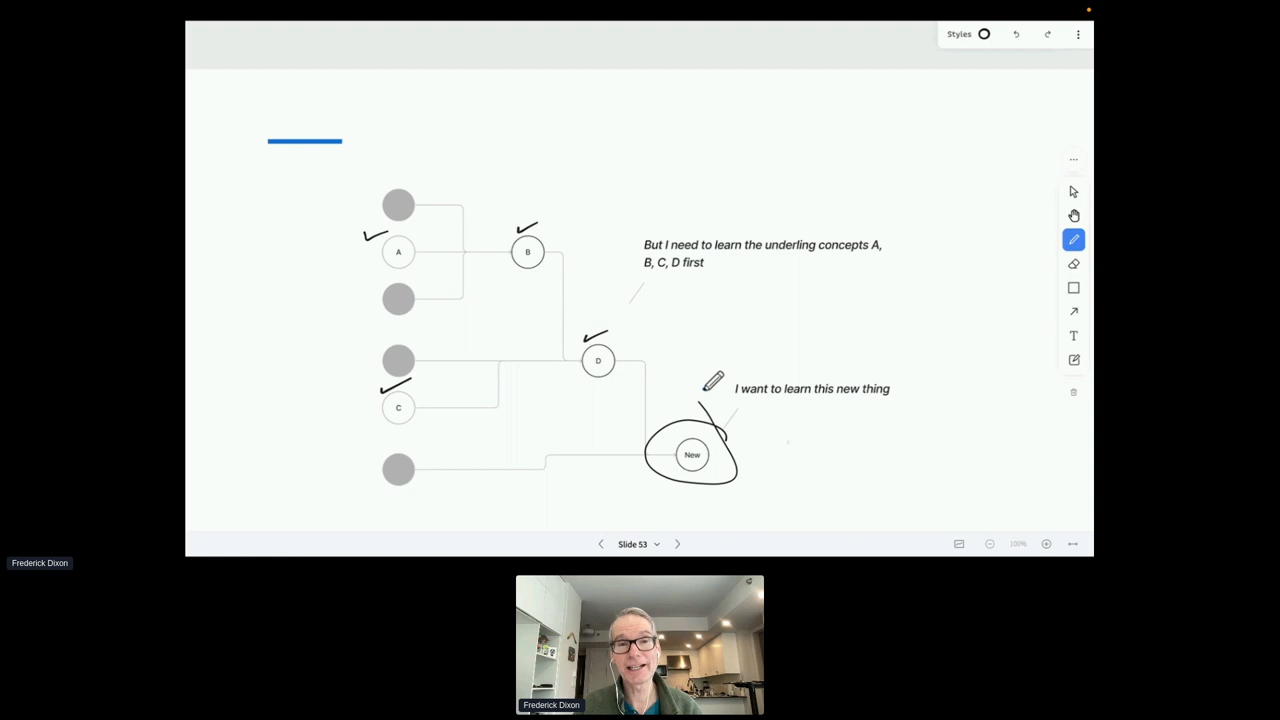 Styles
A
B
But I need to learn the underling concepts A,
B, C, D first
D
C
I want to learn this new thing
New
Slide 53
100%
T
Frederick Dixon
Frederick Dixon